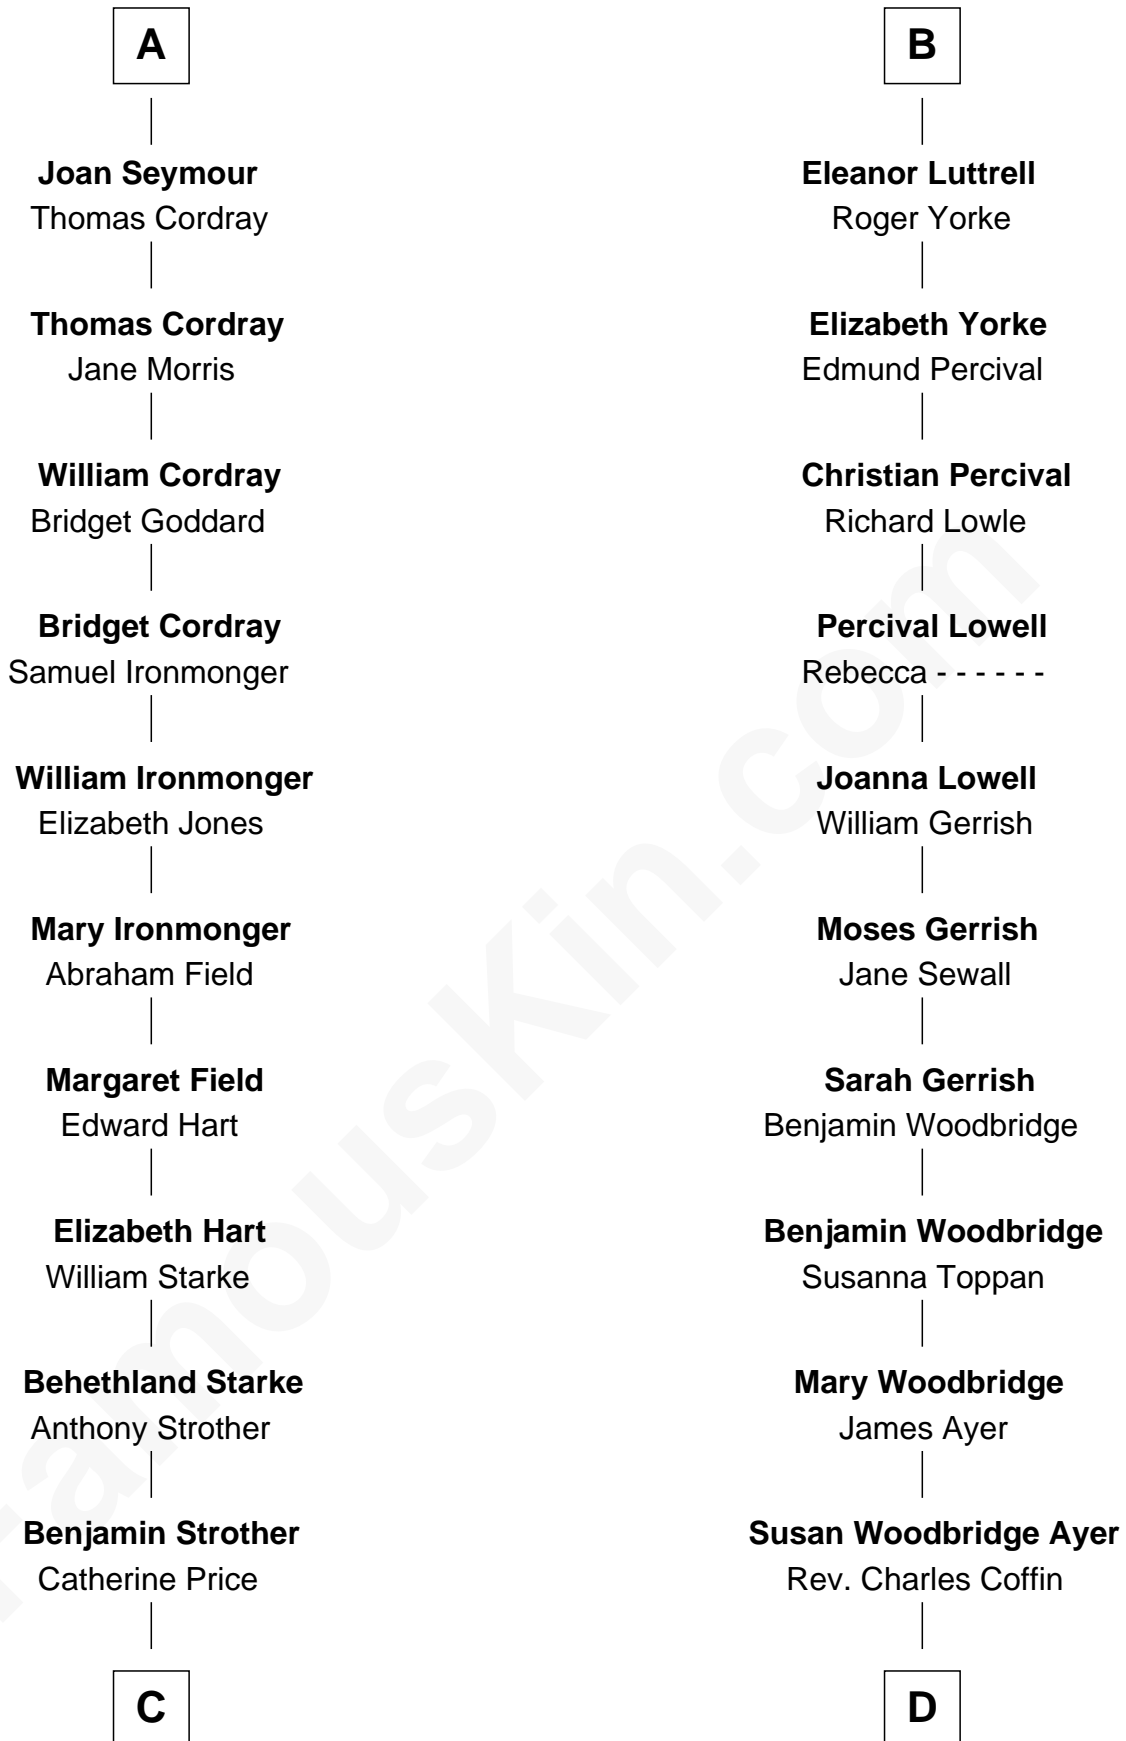 A
Joan Seymour
Thomas Cordray
Thomas Cordray
Jane Morris
William Cordray
Bridget Goddard
Bridget Cordray
Samuel Ironmonger
William Ironmonger
Elizabeth Jones
Mary Ironmonger
Abraham Field
Margaret Field
Edward Hart
Elizabeth Hart
William Starke
Behethland Starke
Anthony Strother
Benjamin Strother
Catherine Price
C
B
Eleanor Luttrell
Roger Yorke
Elizabeth Yorke
Edmund Percival
Christian Percival
Richard Lowle
Percival Lowell
Rebecca - - - - - -
Joanna Lowell
William Gerrish
Moses Gerrish
Jane Sewall
Sarah Gerrish
Benjamin Woodbridge
Benjamin Woodbridge
Susanna Toppan
Mary Woodbridge
James Ayer
Susan Woodbridge Ayer
Rev. Charles Coffin
D
FamousKin.com